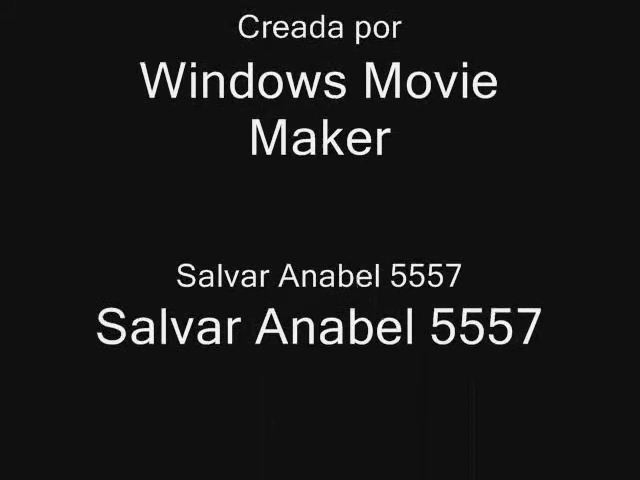 Creada por
Windows Movie
Maker
Salvar Anabel 5557
Salvar Anabel 5557